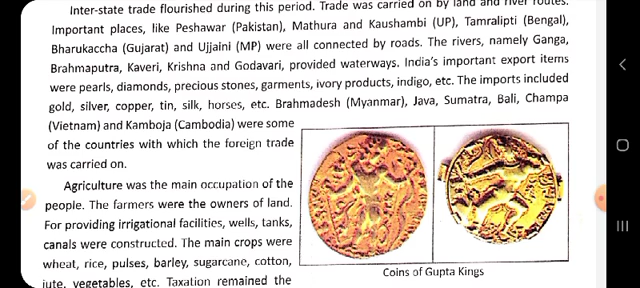 Inter-state trade flourished during this period. Trade was carried on by land and river routes.
Important places, like Peshawar (Pakistan), Mathura and Kaushambi (UP), Tamralipti (Bengal),
Bharukaccha (Gujarat) and Ujjaini (MP) were all connected by roads. The rivers, namely Ganga,
Brahmaputra, Kaveri, Krishna and Godavari, provided waterways. India's important export items
were pearls, diamonds, precious stones, garments, ivory products, indigo, etc. The imports included
gold, silver, copper, tin, silk, horses, etc. Brahmadesh (Myanmar), Java, Sumatra, Bali, Champa
(Vietnam) and Kamboja (Cambodia) were some
of the countries with which the foreign trade
was carried on.
Agriculture was the main occupation of the
people. The farmers were the owners of land.
For providing irrigational facilities, wells, tanks,
canals were constructed. The main crops were
wheat, rice, pulses, barley, sugarcane, cotton,
jute, vegetables, etc. Taxation remained the
Coins of Gupta Kings